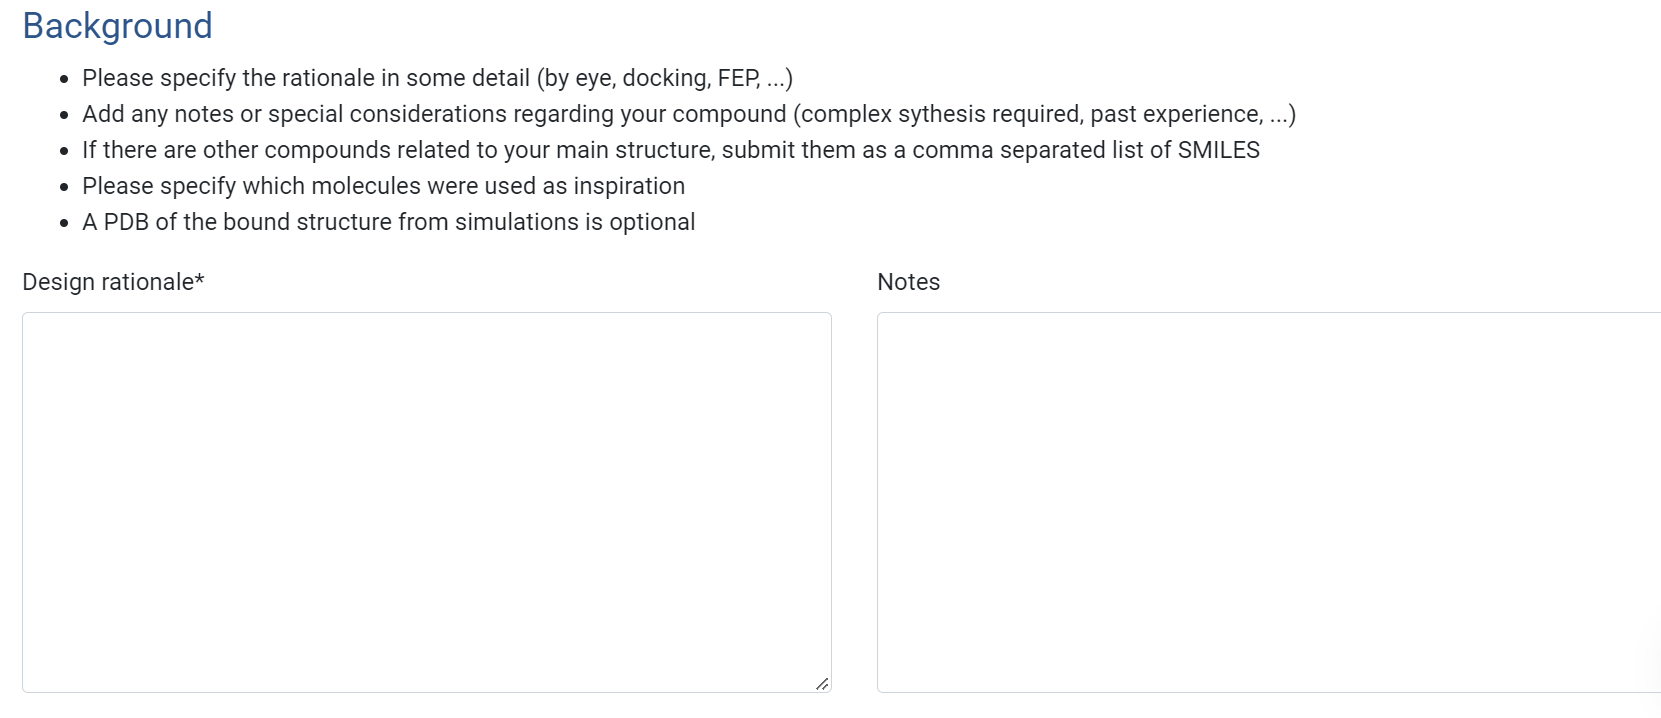 Background
Please specify the rationale in some detail (by eye, docking, FEP, ...)
Add any notes or special considerations regarding your compound (complex sythesis required, past experience, ...)
If there are other compounds related to your main structure, submit them as a comma separated list of SMILES
Please specify which molecules were used as inspiration
A PDB of the bound structure from simulations is optional
Design rationale*
Notes